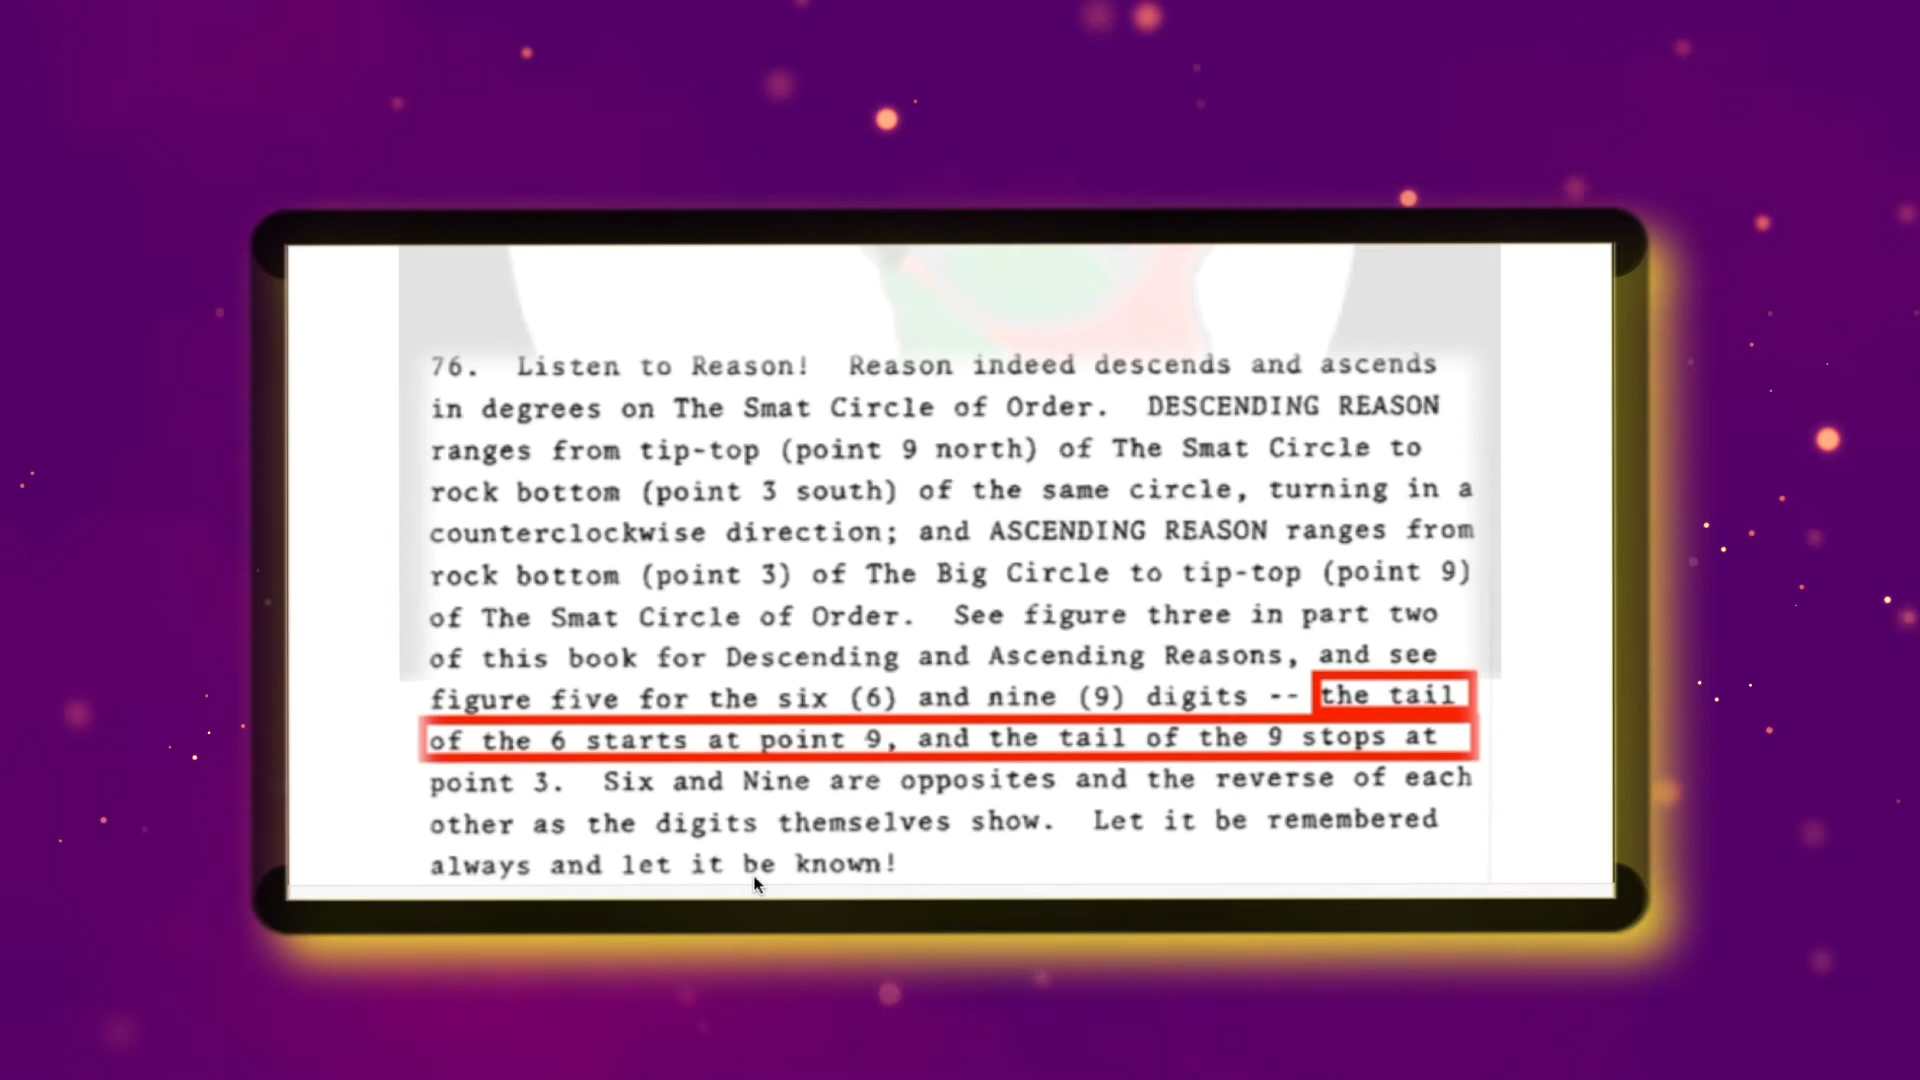 76.  Listen to Reason!  Reason indeed descends and ascends
in degrees on The Smat Circle of Order.  DESCENDING REASON
ranges from tip-top (point 9 north) of The Smat Circle to
rock bottom (point 3 south) of the same circle, turning in a
counterclockwise direction; and ASCENDING REASON ranges from
rock bottom (point 3) of The Big Circle to tip-top (point 9)
of The Smat Circle of Order.  See figure three in part two
of this book for Descending and Ascending Reasons, and see
figure five for the six (6) and nine (9) digits -- the tail
of the 6 starts at point 9, and the tail of the 9 stops at
point 3.  Six and Nine are opposites and the reverse of each
other as the digits themselves show.  Let it be remembered
always and let it be known!